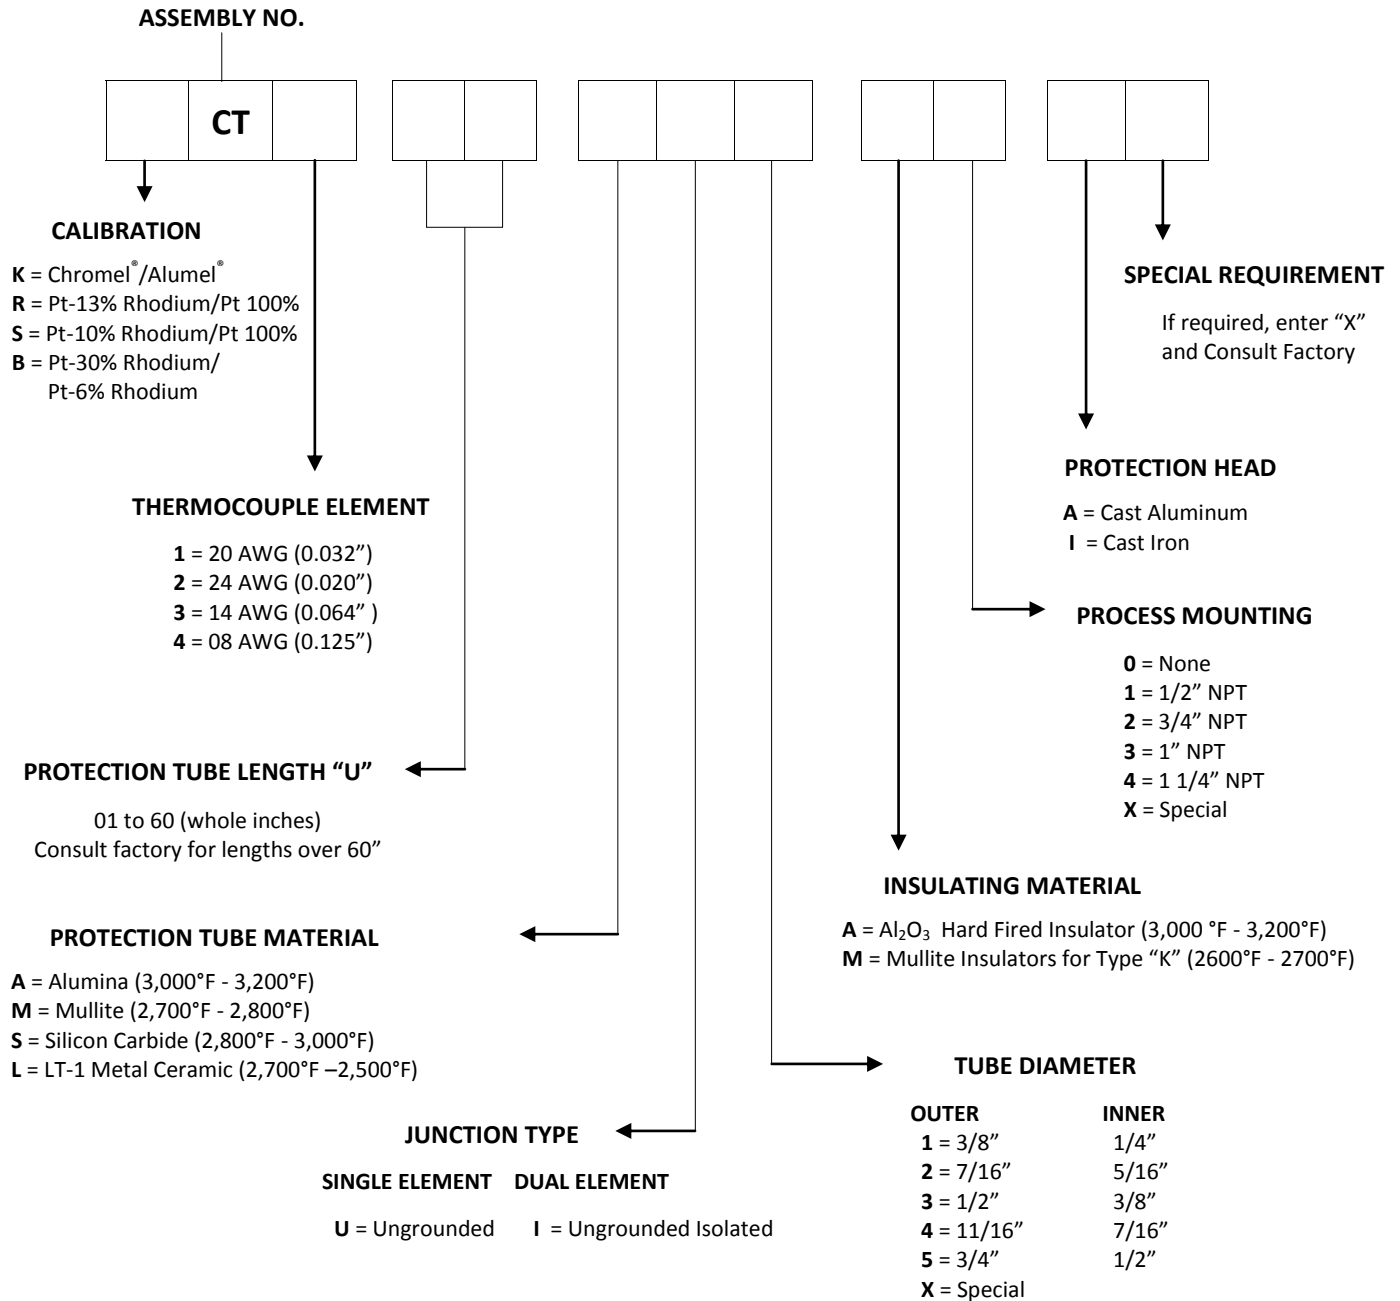 ASSEMBLY NO.
CT
CALIBRATION
K = Chromel®/Alumel®
R = Pt-13% Rhodium/Pt 100%
S = Pt-10% Rhodium/Pt 100%
B = Pt-30% Rhodium/
Pt-6% Rhodium
THERMOCOUPLE ELEMENT
1 = 20 AWG (0.032”)
2 = 24 AWG (0.020”)
3 = 14 AWG (0.064” )
4 = 08 AWG (0.125”)
PROTECTION TUBE LENGTH “U”
01 to 60 (whole inches)
Consult factory for lengths over 60”
PROTECTION TUBE MATERIAL
A = Alumina (3,000°F - 3,200°F)
M = Mullite (2,700°F - 2,800°F)
S = Silicon Carbide (2,800°F - 3,000°F)
L = LT-1 Metal Ceramic (2,700°F –2,500°F)
JUNCTION TYPE
SINGLE ELEMENT DUAL ELEMENT
U = Ungrounded I = Ungrounded Isolated
TUBE DIAMETER
OUTER INNER
1 = 3/8” 1/4”
2 = 7/16” 5/16”
3 = 1/2” 3/8”
4 = 11/16” 7/16”
5 = 3/4” 1/2”
X = Special
INSULATING MATERIAL
A = Al₂O₃ Hard Fired Insulator (3,000 °F - 3,200°F)
M = Mullite Insulators for Type “K” (2600°F - 2700°F)
PROCESS MOUNTING
0 = None
1 = 1/2” NPT
2 = 3/4” NPT
3 = 1” NPT
4 = 1 1/4” NPT
X = Special
PROTECTION HEAD
A = Cast Aluminum
I = Cast Iron
SPECIAL REQUIREMENT
If required, enter “X”
and Consult Factory